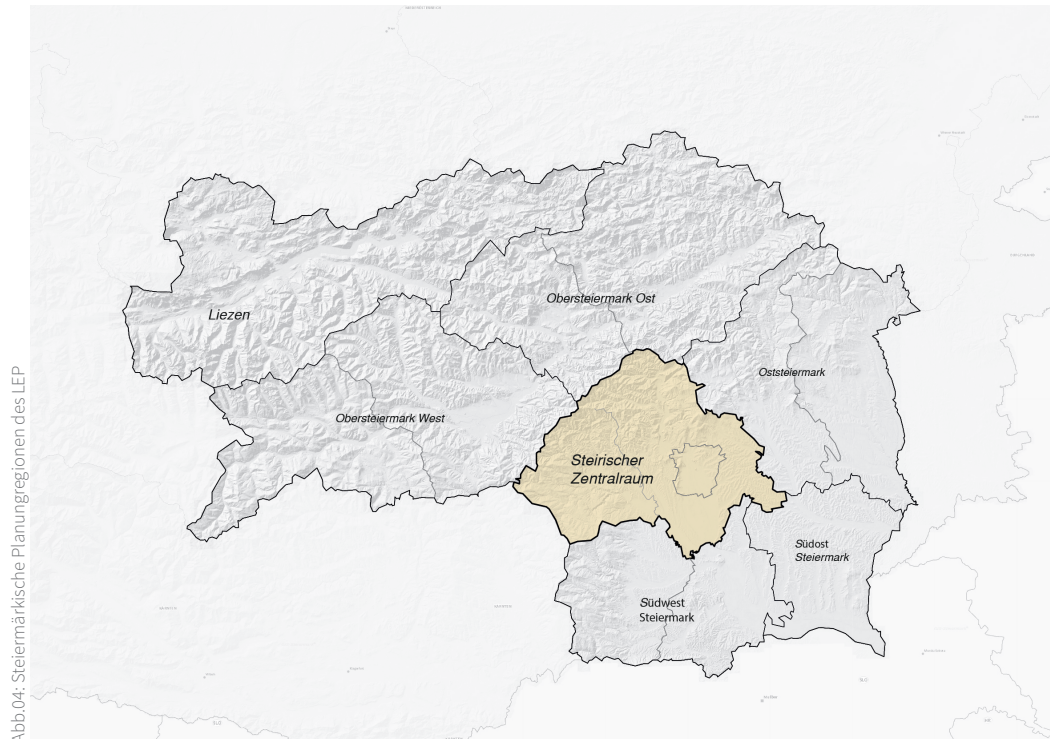 Liezen
Obersteiermark Ost
Oststeiermark
Obersteiermark West
Steirischer
Zentralraum
Südost
Steiermark
Südwest
Steiermark
Abb.04: Steiermärkische Planungregionen des LEP